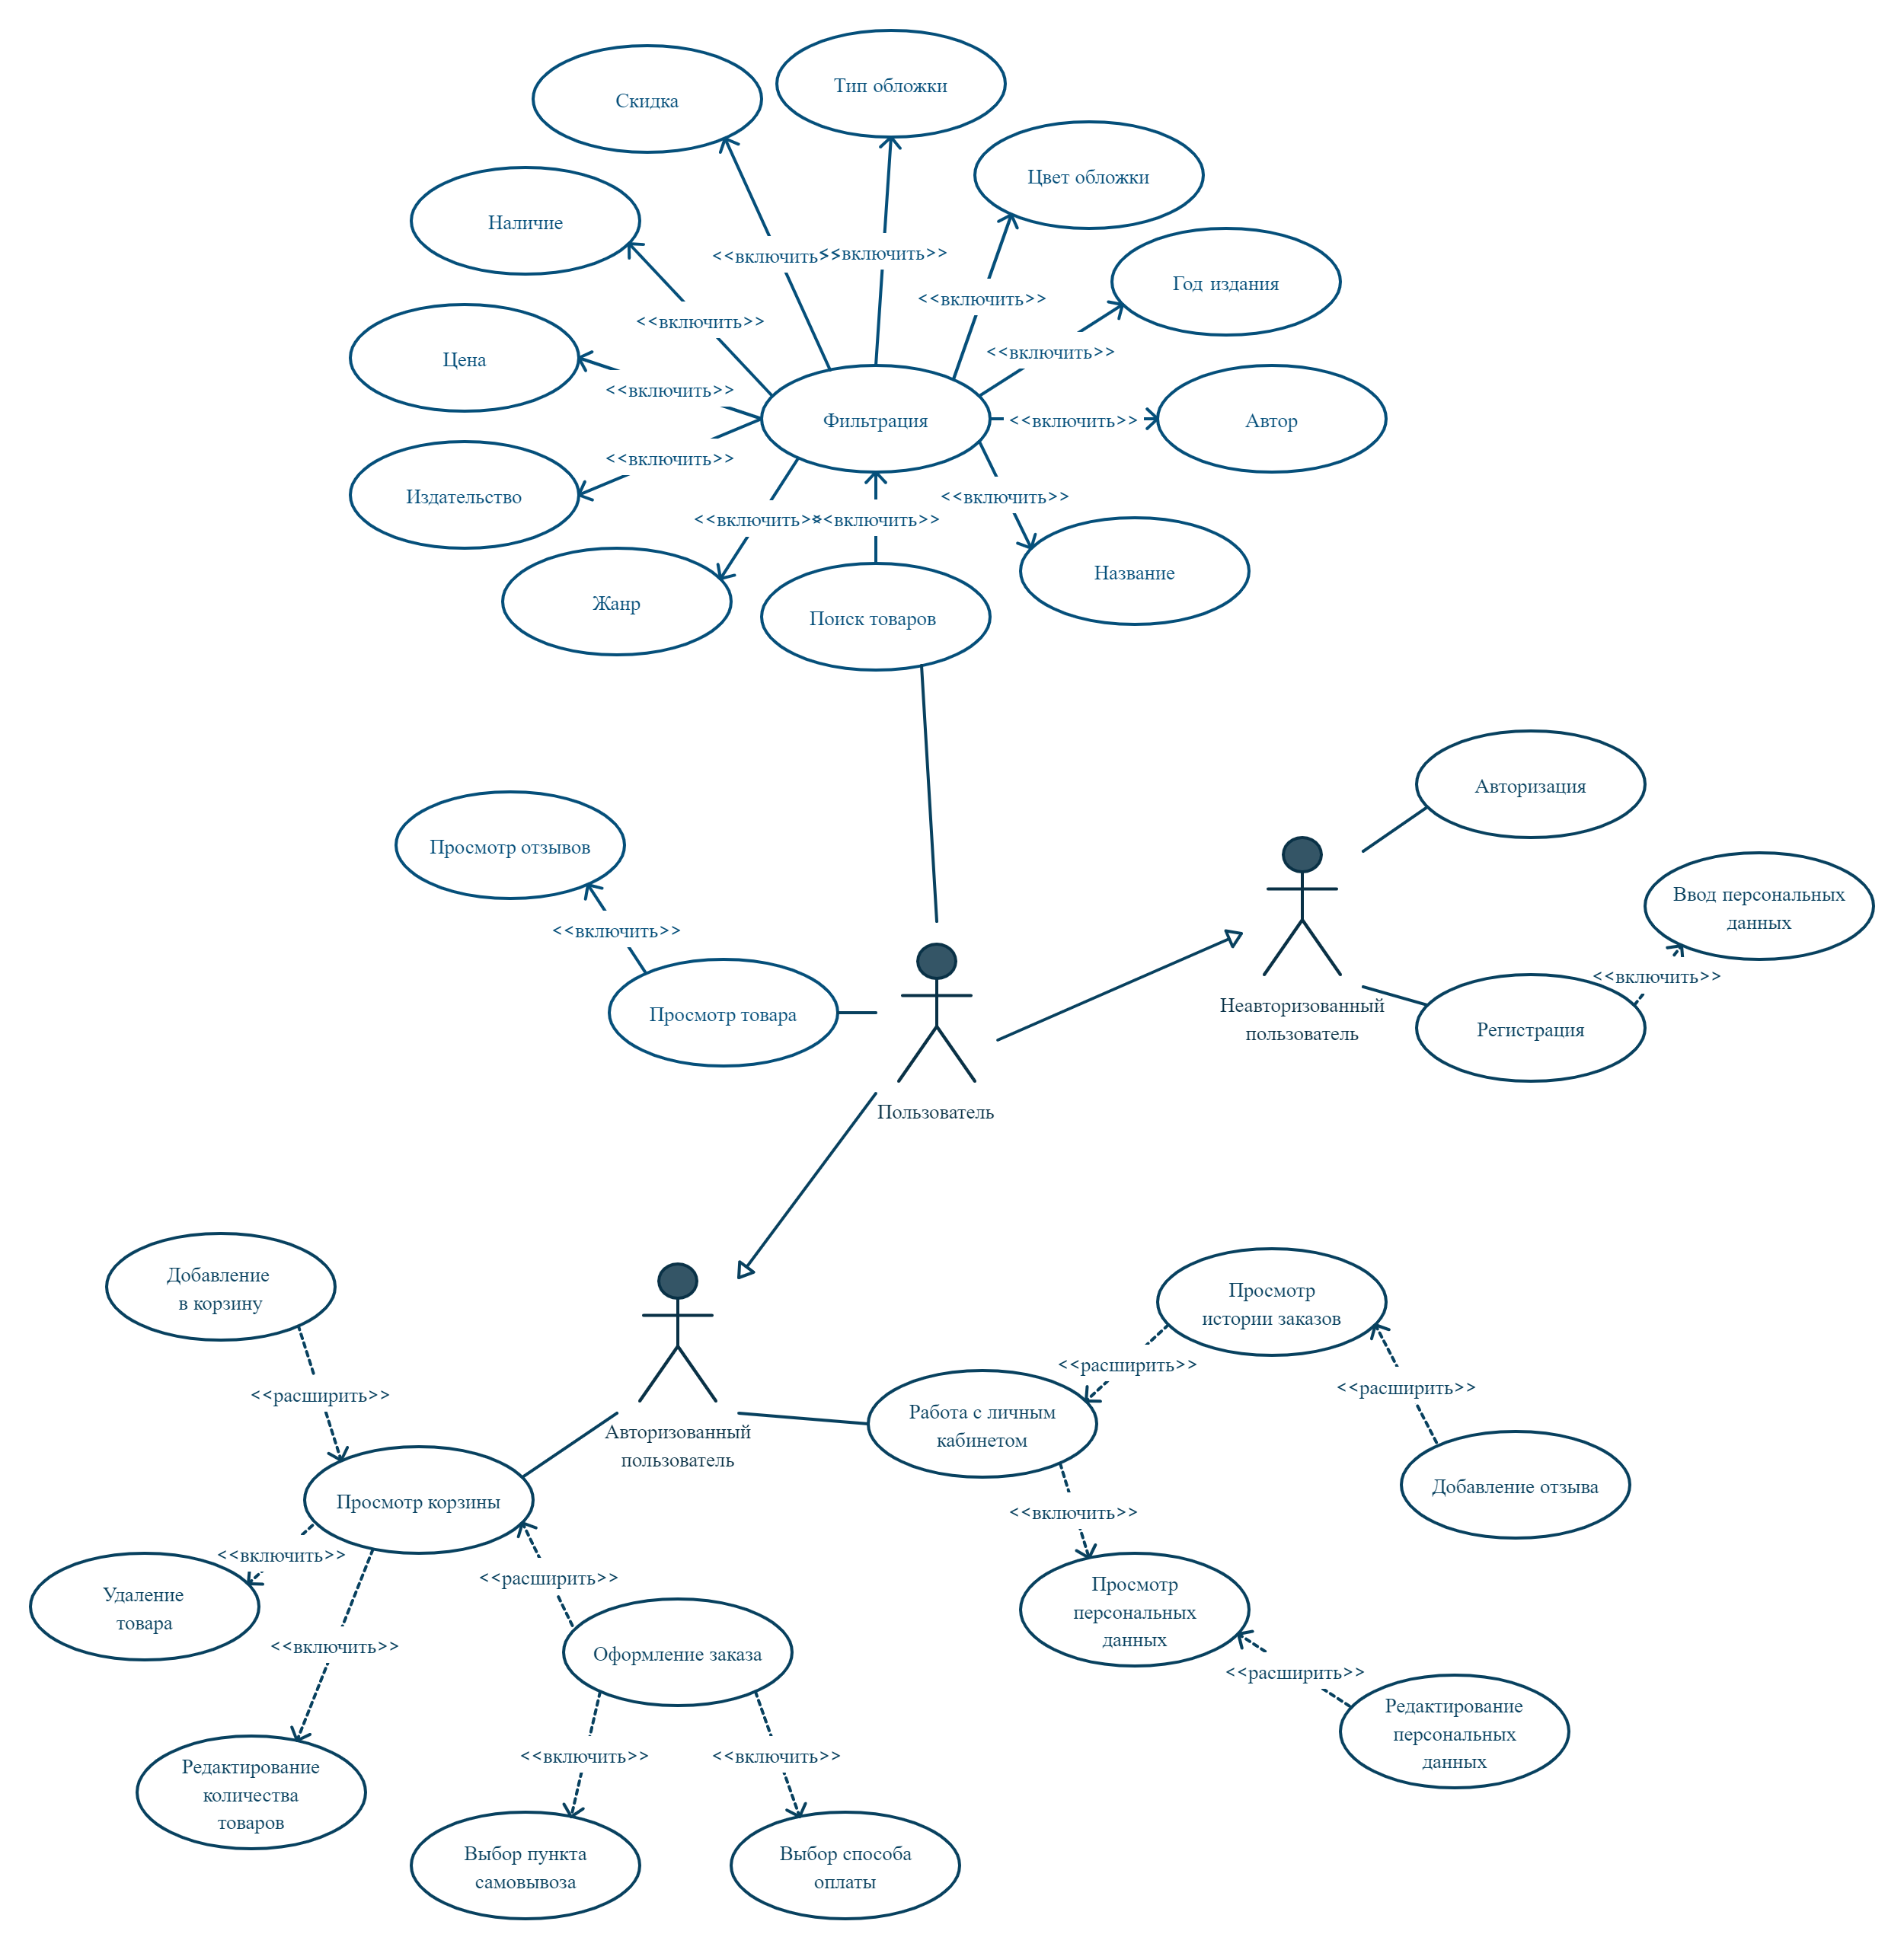 Тип обложки
Скидка
Цвет обложки
Наличие
<<включить>>
<<включить>>
Год издания
<<включить>>
<<включить>>
<<включить>>
Цена
<<включить>>
Фильтрация
<<включить>>
Автор
<<включить>>
Издательство
<<включить>>
<<включить>>
<<включить>>
Название
Жанр
Поиск товаров
Авторизация
Просмотр отзывов
Ввод персональных
данных
<<включить>>
<<включить>>
Неавторизованный
пользователь
Просмотр товара
Регистрация
Пользователь
Добавление
в корзину
Просмотр
истории заказов
<<расширить>>
<<расширить>>
<<расширить>>
Работа с личным
кабинетом
Авторизованный
пользователь
Добавление отзыва
Просмотр корзины
<<включить>>
<<включить>>
<<расширить>>
Удаление
товара
Просмотр
персональных
данных
<<включить>>
Оформление заказа
<<расширить>>
Редактирование
персональных
данных
<<включить>>
<<включить>>
Редактирование
количества
товаров
Выбор пункта
самовывоза
Выбор способа
оплаты